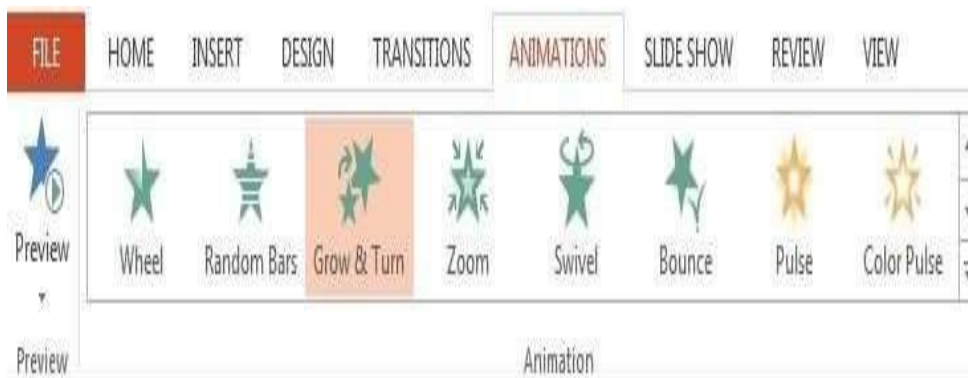 FILE HOME INSERT DESIGN TRANSITIONS ANIMATIONS SLIDE SHOW REVIEW VIEW
Preview Wheel Random Bars Grow & Turn Zoom Swivel Bounce Pulse Color Pulse
Preview Animation